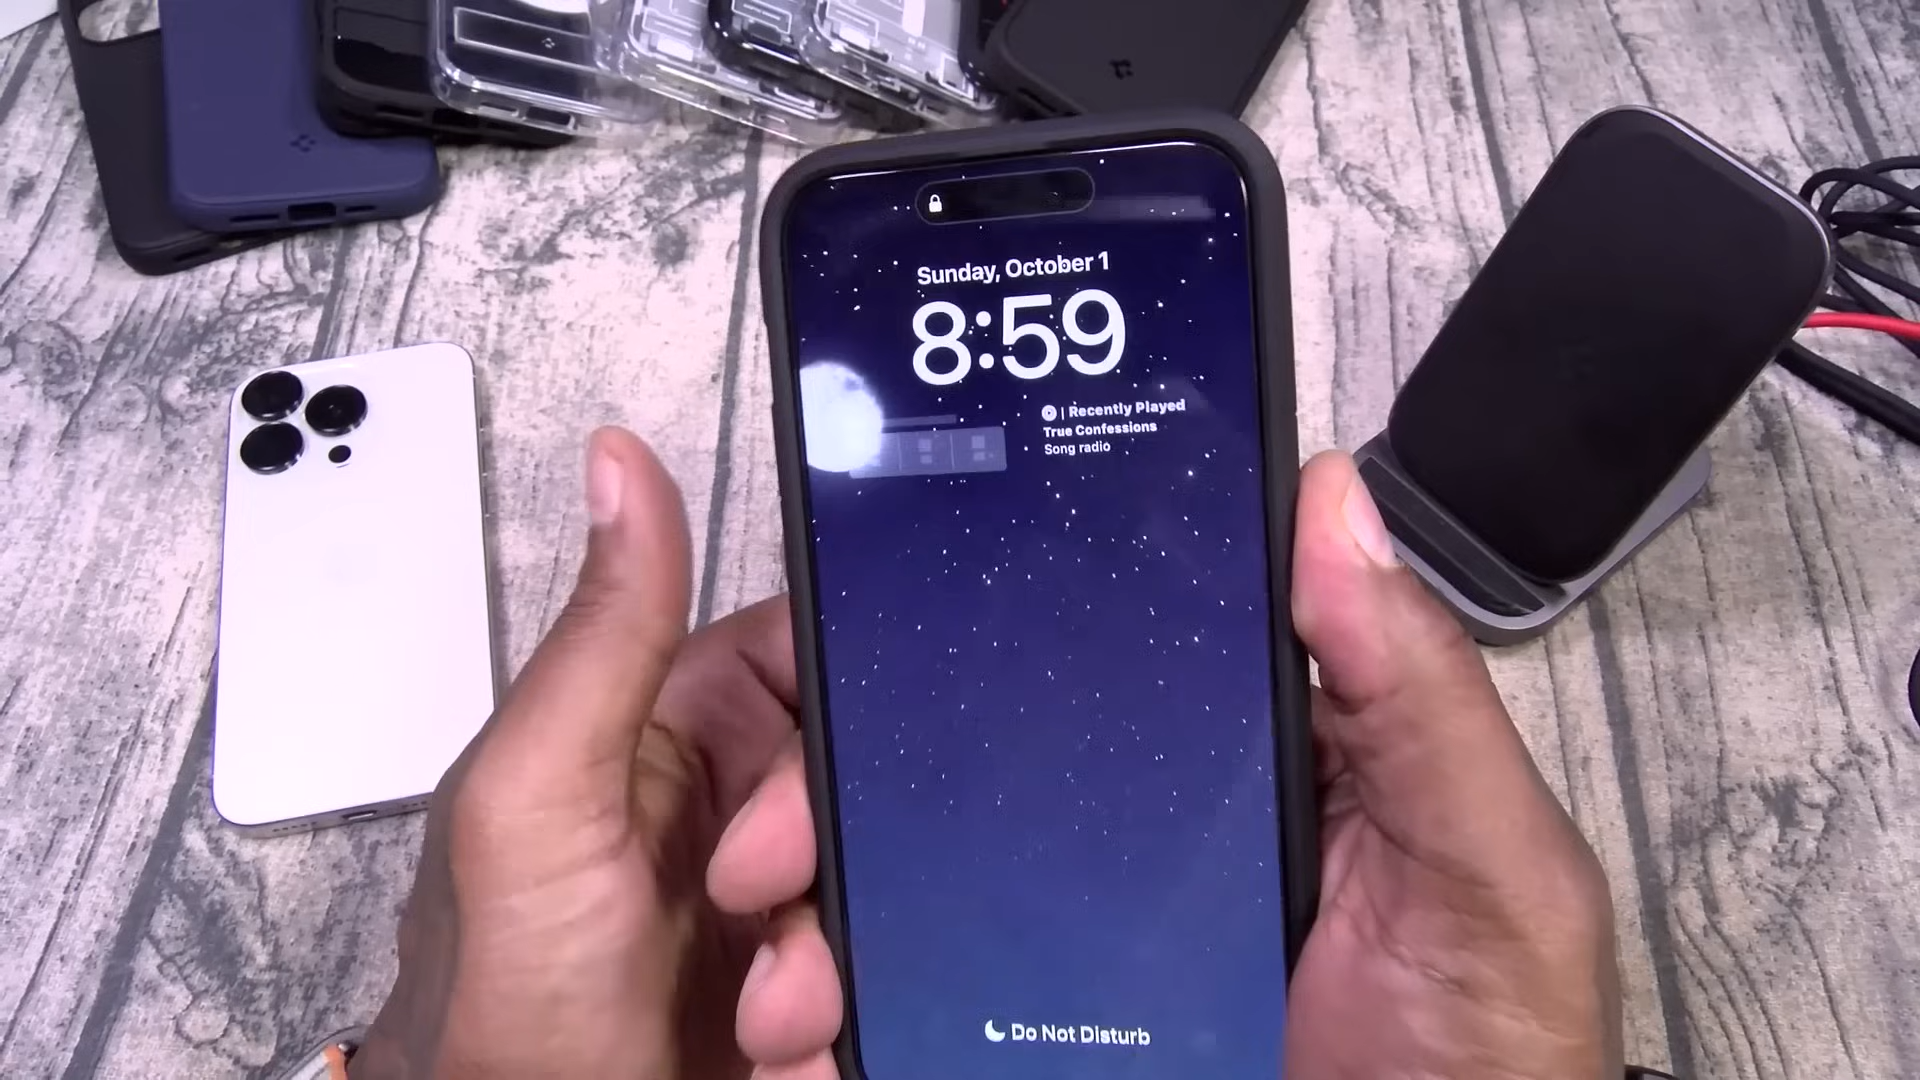 Sunday, October 1
8:59
| Recently Played
True Confessions
Song radio
Do Not Disturb